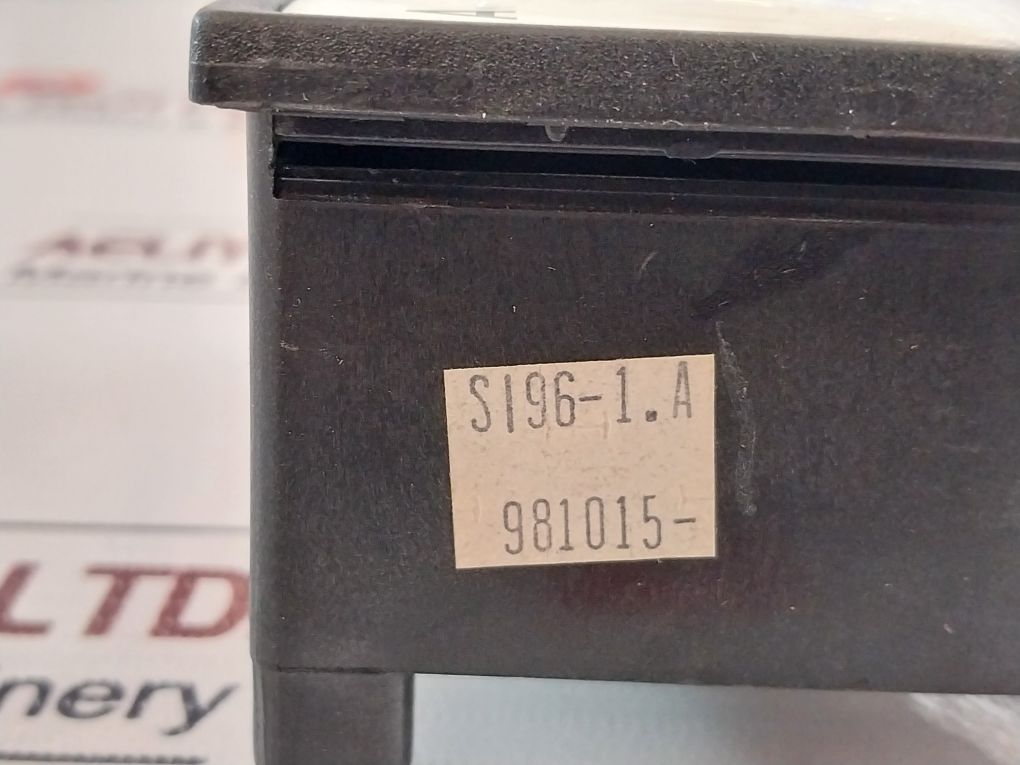 SI96-1.A
981015-
LTD
nery